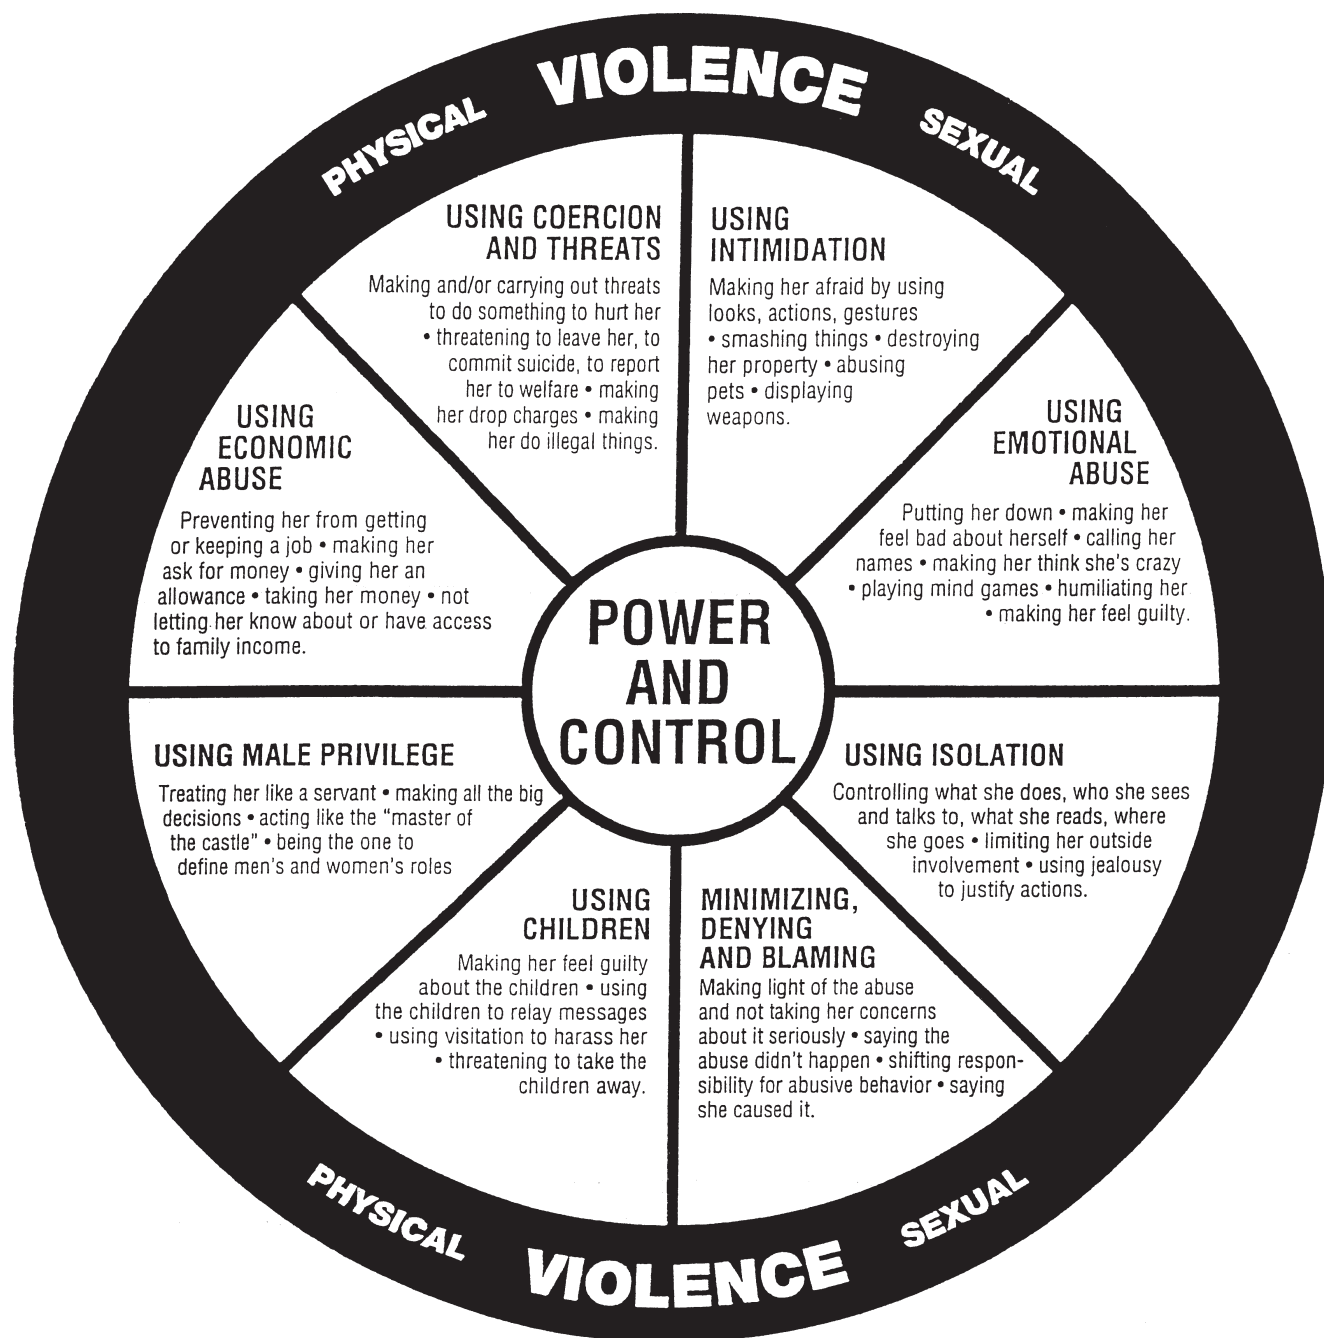 PHYSICAL VIOLENCE SEXUAL
USING COERCION
AND THREATS
Making and/or carrying out threats
to do something to hurt her
• threatening to leave her, to
commit suicide, to report
her to welfare • making
her drop charges • making
her do illegal things.
USING
INTIMIDATION
Making her afraid by using
looks, actions, gestures
• smashing things • destroying
her property • abusing
pets • displaying
weapons.
USING
EMOTIONAL
ABUSE
Putting her down • making her
feel bad about herself • calling her
names • making her think she's crazy
• playing mind games • humiliating her
• making her feel guilty.
USING ISOLATION
Controlling what she does, who she sees
and talks to, what she reads, where
she goes • limiting her outside
involvement • using jealousy
to justify actions.
MINIMIZING,
DENYING
AND BLAMING
Making light of the abuse
and not taking her concerns
about it seriously • saying the
abuse didn't happen • shifting respon-
sibility for abusive behavior • saying
she caused it.
USING
CHILDREN
Making her feel guilty
about the children • using
the children to relay messages
• using visitation to harass her
• threatening to take the
children away.
USING MALE PRIVILEGE
Treating her like a servant • making all the big
decisions • acting like the "master of
the castle" • being the one to
define men's and women's roles
USING
ECONOMIC
ABUSE
Preventing her from getting
or keeping a job • making her
ask for money • giving her an
allowance • taking her money • not
letting her know about or have access
to family income.
POWER
AND
CONTROL
PHYSICAL VIOLENCE SEXUAL